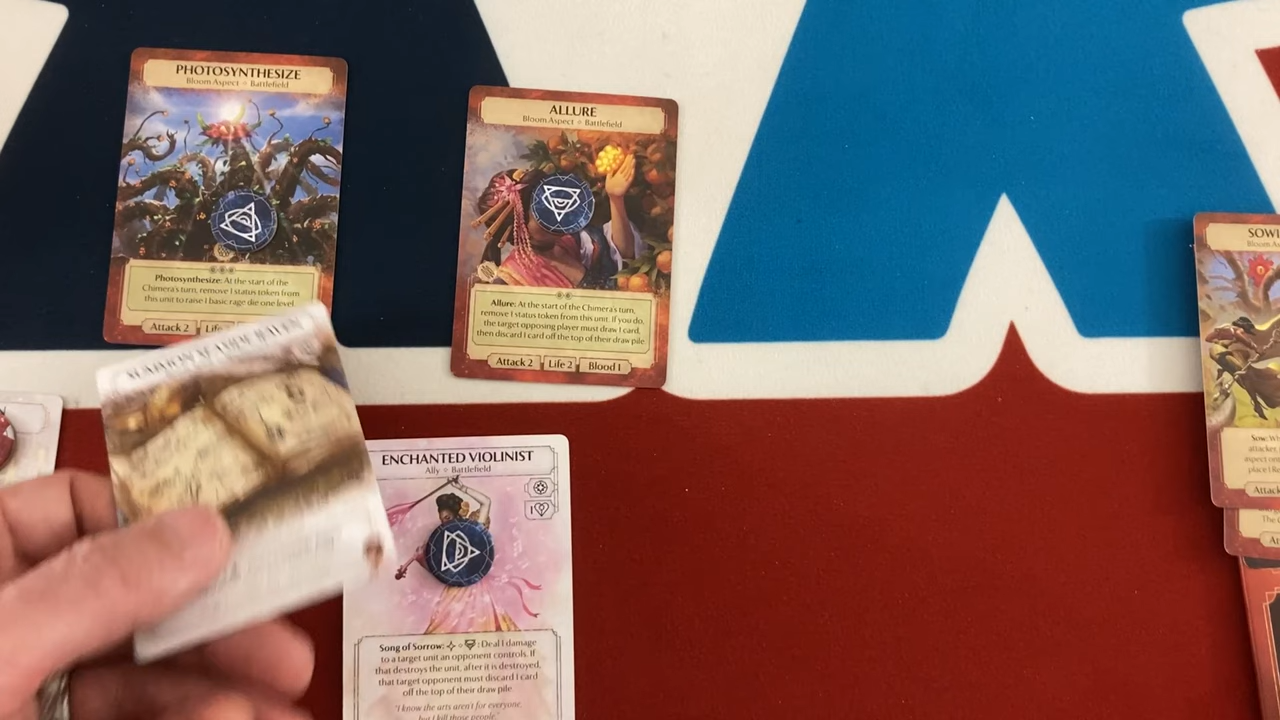 PHOTOSYNTHESIZE
Bloom Aspect ◇ Battlefield
Photosynthesize: At the start of the
Chimera's turn, remove 1 status token from
this unit to raise 1 basic rage die one level.
Attack 2
ALLURE
Bloom Aspect ◇ Battlefield
Allure: At the start of the Chimera's turn,
remove 1 status token from this unit. If you do,
the target opposing player must draw 1 card,
then discard 1 card off the top of their draw pile.
Attack 2 Life 2 Blood 1
ENCHANTED VIOLINIST
Ally ◇ Battlefield
1
Song of Sorrow: Deal 1 damage
to a target unit an opponent controls. If
that destroys the unit, after it is destroyed,
that target opponent must discard 1 card
off the top of their draw pile.
"I know the arts aren't for everyone,
but I kill those people."
SUMMON
Bloom
Sow:
attacker,